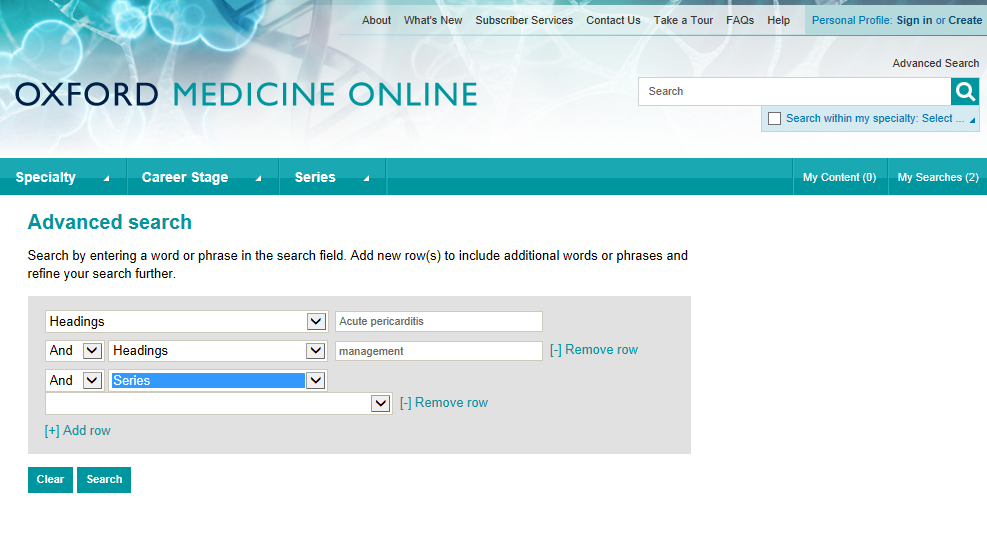 About What's New Subscriber Services Contact Us Take a Tour FAQs Help Personal Profile: Sign in or Create
Advanced Search
OXFORD MEDICINE ONLINE
Search
Search within my specialty: Select ...
Specialty Career Stage Series My Content (0) My Searches (2)
Advanced search
Search by entering a word or phrase in the search field. Add new row(s) to include additional words or phrases and
refine your search further.
Headings Acute pericarditis
And Headings management [-] Remove row
And Series
[-] Remove row
[+] Add row
Clear Search